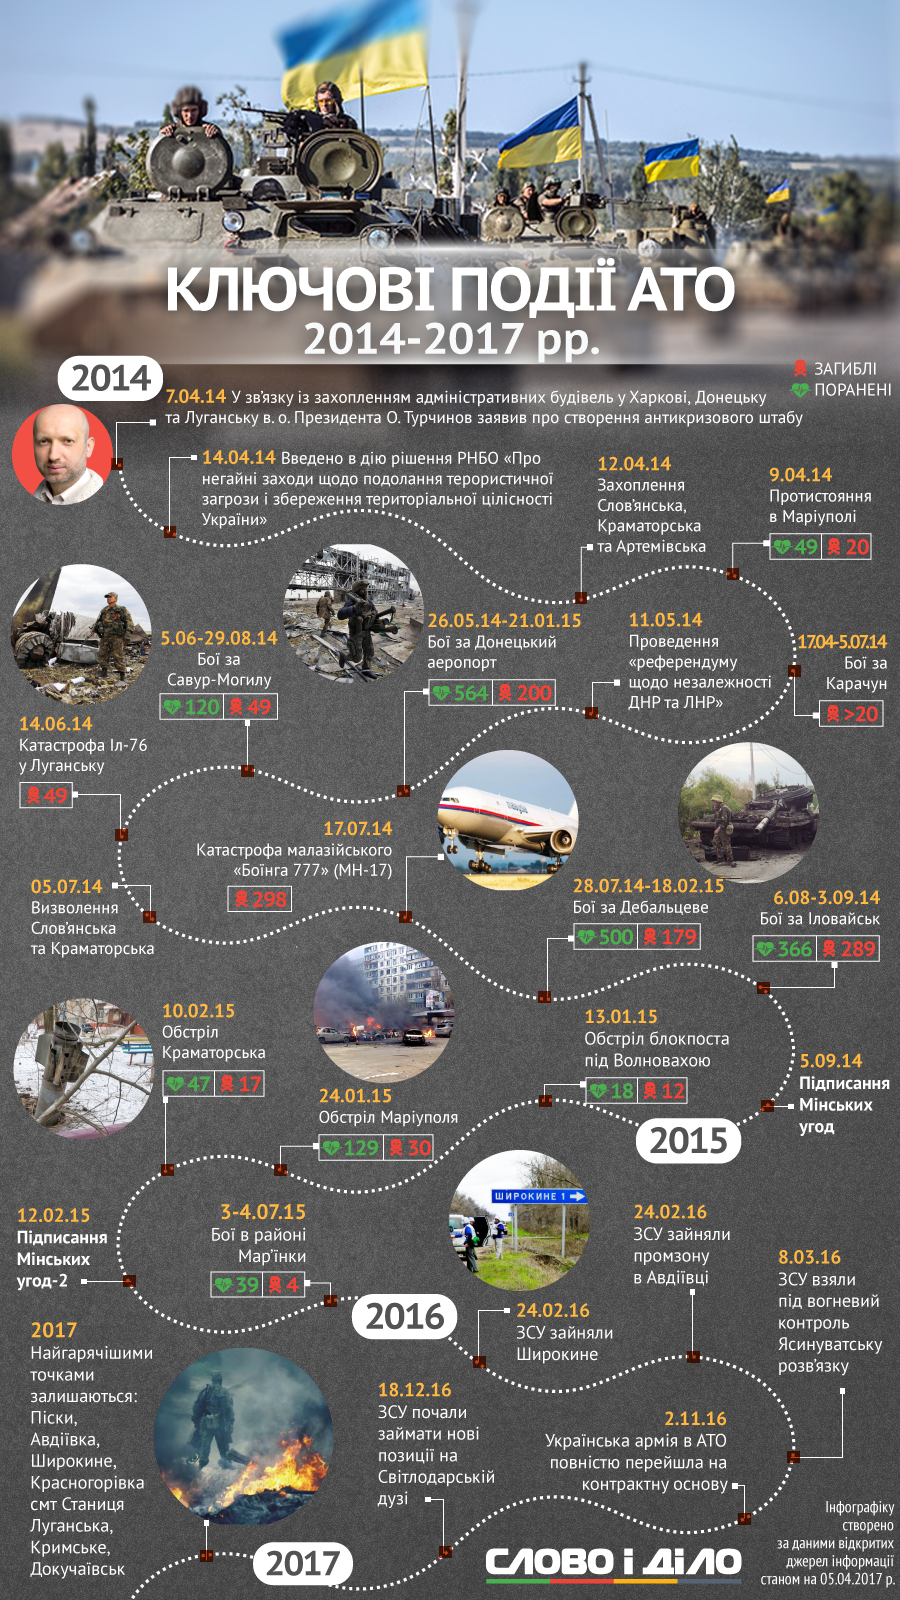 КЛЮЧОВІ ПОДІЇ АТО
2014-2017 рр.
ЗАГИБЛІ
ПОРАНЕНІ
2014
7.04.14 У зв'язку із захопленням адміністративних будівель у Харкові, Донецьку
та Луганську в. о. Президента О. Турчинов заявив про створення антикризового штабу
14.04.14 Введено в дію рішення РНБО «Про
негайні заходи щодо подолання терористичної
загрози і збереження територіальної цілісності
України»
12.04.14
Захоплення
Слов'янська,
Краматорська
та Артемівська
9.04.14
Протистояння
в Маріуполі
49 20
5.06-29.08.14
Бої за
Савур-Могилу
120 49
26.05.14-21.01.15
Бої за Донецький
аеропорт
564 200
11.05.14
Проведення
«референдуму
щодо незалежності
ДНР та ЛНР»
17.04-5.07.14
Бої за
Карачун
>20
14.06.14
Катастрофа Іл-76
у Луганську
49
17.07.14
Катастрофа малазійського
«Боїнга 777» (МН-17)
298
05.07.14
Визволення
Слов'янська
та Краматорська
28.07.14-18.02.15
Бої за Дебальцеве
500 179
6.08-3.09.14
Бої за Іловайськ
366 289
10.02.15
Обстріл
Краматорська
47 17
13.01.15
Обстріл блокпоста
під Волновахою
18 12
5.09.14
Підписання
Мінських
угод
24.01.15
Обстріл Маріуполя
129 30
2015
12.02.15
Підписання
Мінських
угод-2
3-4.07.15
Бої в районі
Мар'їнки
39 4
ШИРОКИНЕ 1
24.02.16
ЗСУ зайняли
промзону
в Авдіївці
8.03.16
ЗСУ взяли
під вогневий
контроль
Ясинуватську
розв'язку
2016
24.02.16
ЗСУ зайняли
Широкине
2017
Найгарячішими
точками
залишаються:
Піски,
Авдіївка,
Широкине,
Красногорівка
смт Станиця
Луганська,
Кримське,
Докучаївськ
18.12.16
ЗСУ почали
займати нові
позиції на
Світлодарській
дузі
2.11.16
Українська армія в АТО
повністю перейшла на
контрактну основу
2017
СЛОВО і ДіЛО
Інфографіку
створено
за даними відкритих
джерел інформації
станом на 05.04.2017 р.